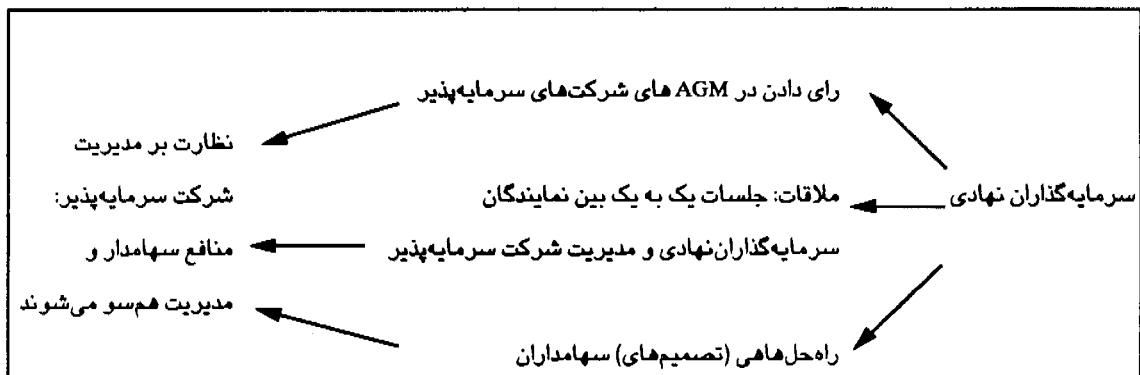 سرمایه‌گذاران نهادی
رای دادن در AGM های شرکت‌های سرمایه‌پذیر
ملاقات: جلسات یک به یک بین نمایندگان
سرمایه‌گذاران‌نهادی و مدیریت شرکت سرمایه‌پذیر
راه‌حل‌هاهی (تصمیم‌های) سهامداران
نظارت بر مدیریت
شرکت سرمایه‌پذیر:
منافع سهامدار و
مدیریت هم‌سو می‌شوند